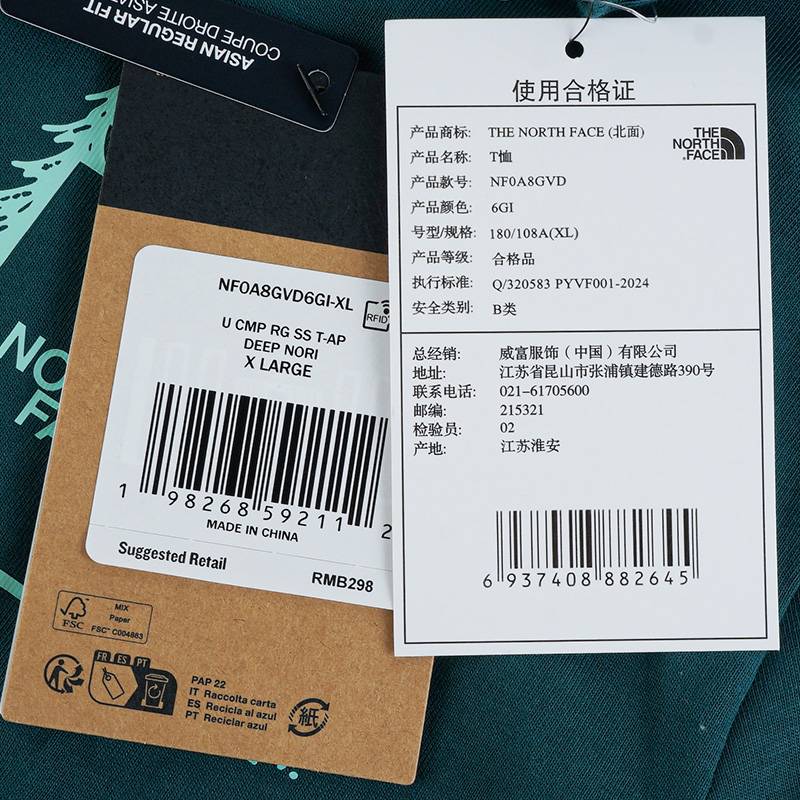 ASIAN REGULAR FIT
COUPE DROITE ASIA
NO
FA
NF0A8GVD6GI-XL
RFID
U CMP RG SS T-AP
DEEP NORI
X LARGE
1 98268 59211 2
MADE IN CHINA
Suggested Retail
RMB298
FSC
MIX
Paper
FSC™ C004863
FR ES PT
PAP 22
IT Raccolta carta
ES Recicla al azul
PT Reciclar azul
紙
使用合格证
产品商标: THE NORTH FACE (北面)
产品名称: T恤
产品款号: NF0A8GVD
产品颜色: 6GI
号型/规格: 180/108A(XL)
产品等级: 合格品
执行标准: Q/320583 PYVF001-2024
安全类别: B类
THE
NORTH
FACE
总经销: 威富服饰（中国）有限公司
地址: 江苏省昆山市张浦镇建德路390号
联系电话: 021-61705600
邮编: 215321
检验员: 02
产地: 江苏淮安
6 937408 882645